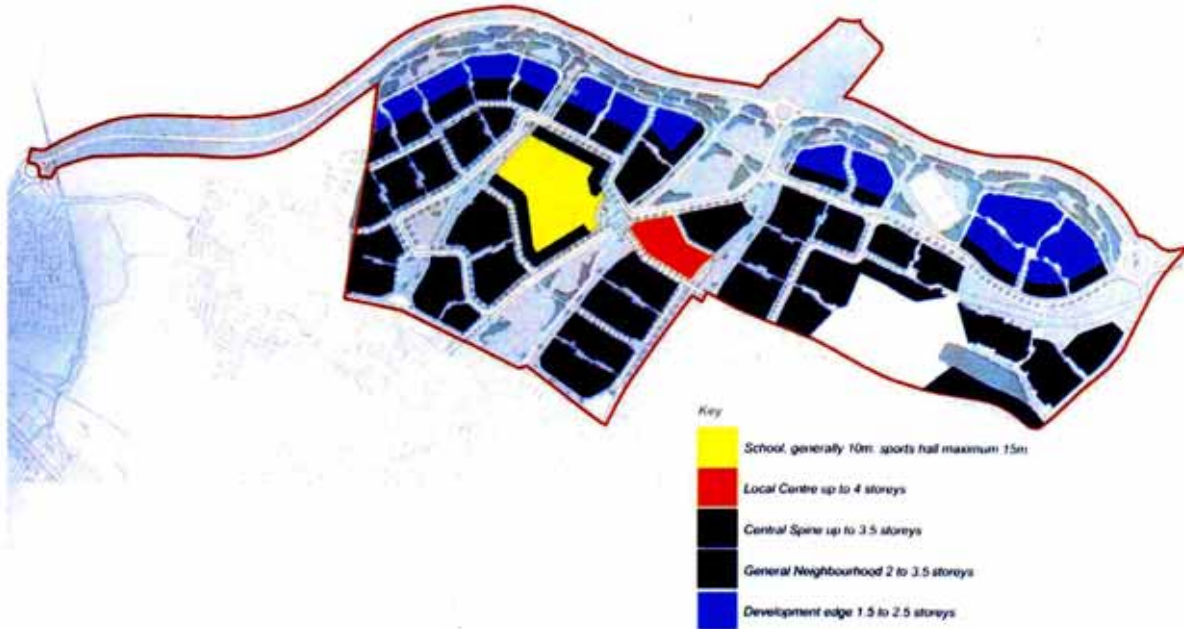 Key
School, generally 10m: sports hall maximum 15m
Local Centre up to 4 storeys
Central Spine up to 3.5 storeys
General Neighbourhood 2 to 3.5 storeys
Development edge 1.5 to 2.5 storeys